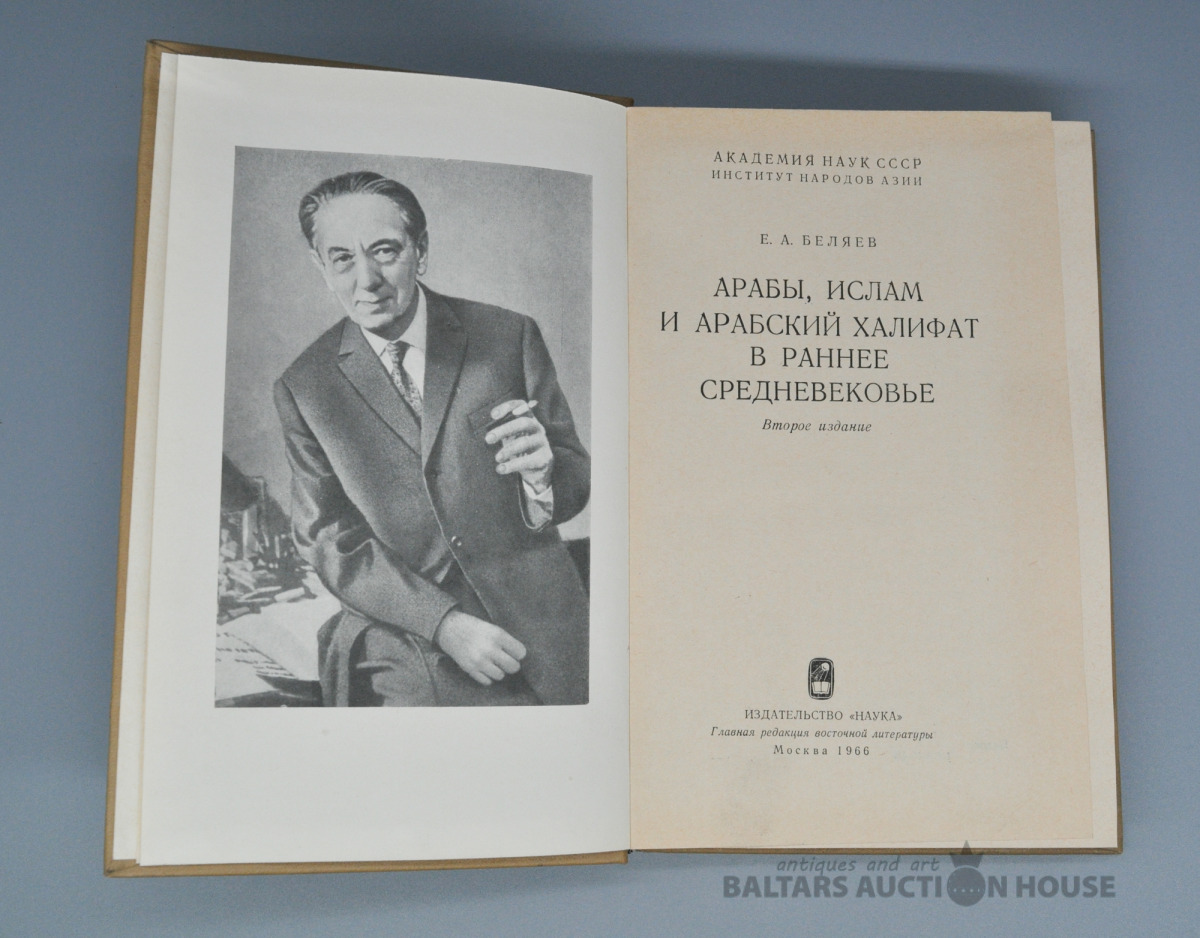 АКАДЕМИЯ НАУК СССР
ИНСТИТУТ НАРОДОВ АЗИИ
Е. А. БЕЛЯЕВ
АРАБЫ, ИСЛАМ
И АРАБСКИЙ ХАЛИФАТ
В РАННЕЕ
СРЕДНЕВЕКОВЬЕ
Второе издание
ИЗДАТЕЛЬСТВО «НАУКА»
Главная редакция восточной литературы
Москва 1966
antiques and art
BALTARS AUCTION HOUSE